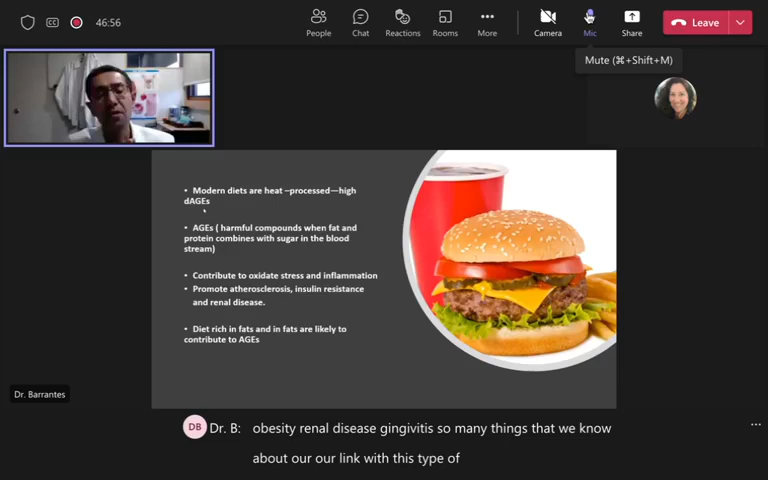 46:56
CC
People
Chat
Reactions
Rooms
More
Camera
Mic
Share
Leave
Mute (⌘+Shift+M)
• Modern diets are heat –processed—high
dAGEs
• AGEs ( harmful compounds when fat and
protein combines with sugar in the blood
stream)
• Contribute to oxidate stress and inflammation
• Promote atherosclerosis, insulin resistance
and renal disease.
• Diet rich in fats and in fats are likely to
contribute to AGEs
Dr. Barrantes
DB Dr. B: obesity renal disease gingivitis so many things that we know
about our our link with this type of